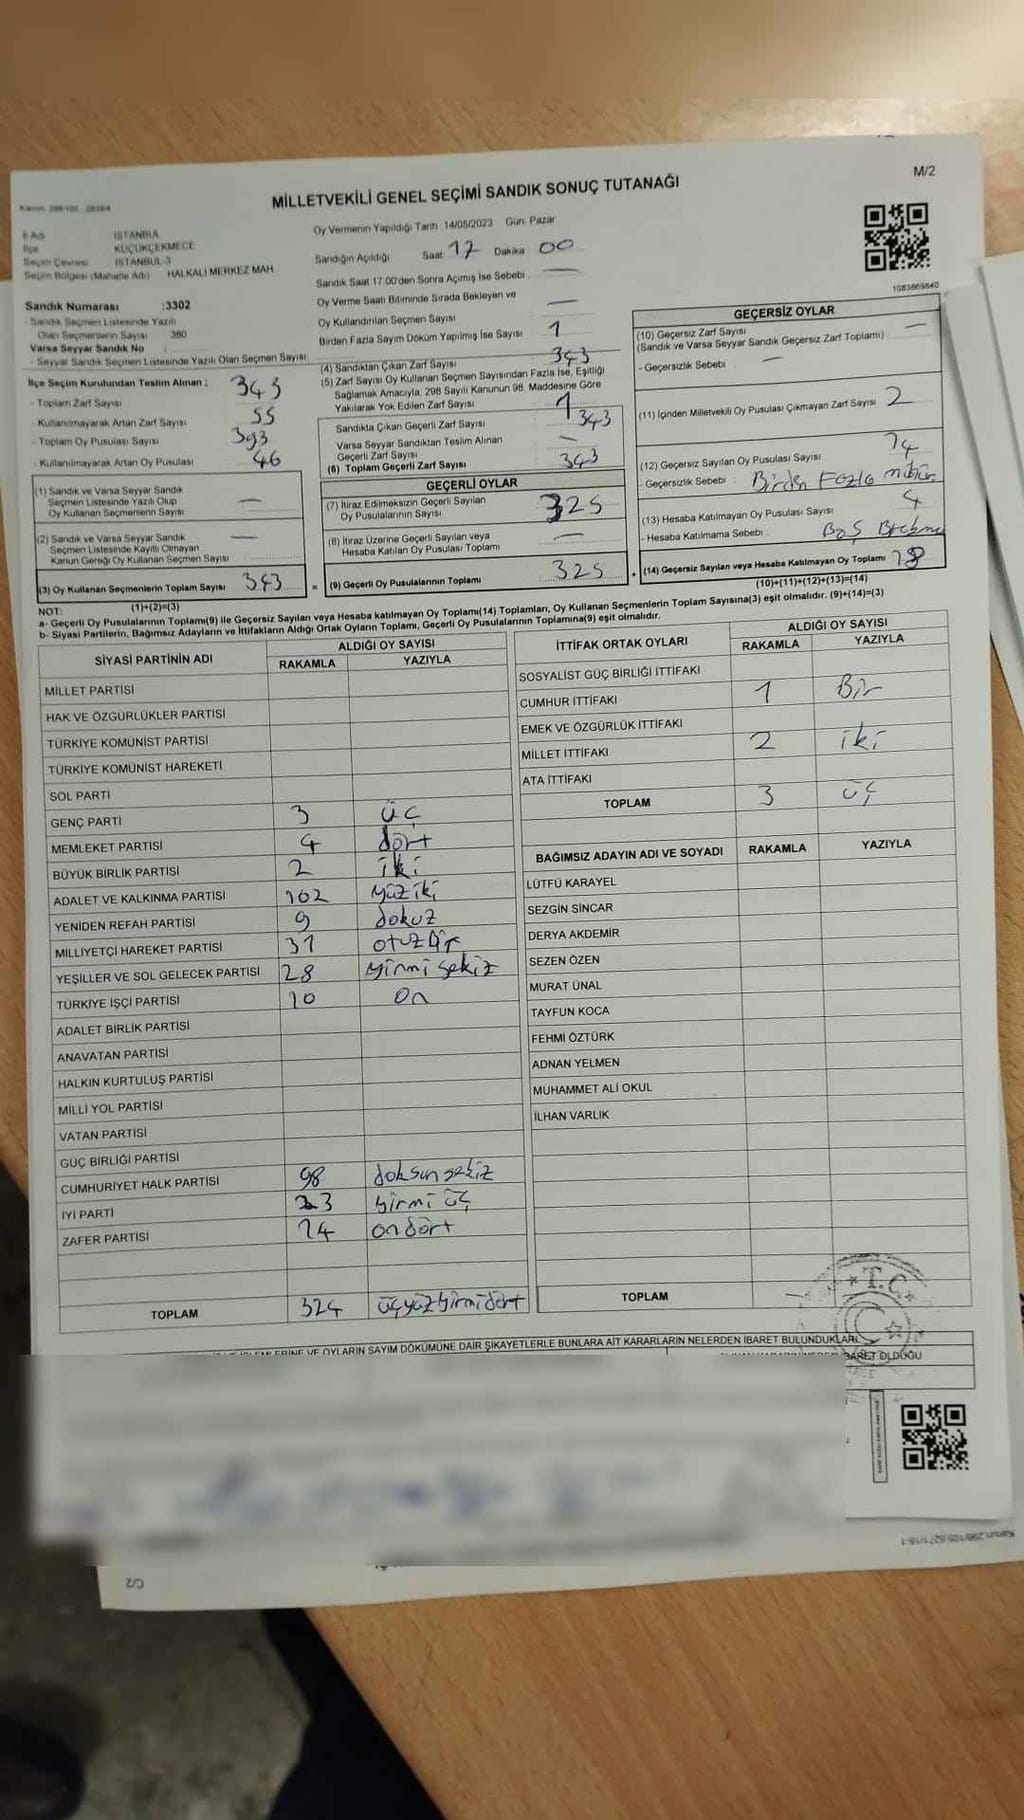 M/2
MİLLETVEKİLİ GENEL SEÇİMİ SANDIK SONUÇ TUTANAĞI
İl Adı İSTANBUL
İlçe KÜÇÜKÇEKMECE
Seçim Çevresi İSTANBUL-3
Seçim Bölgesi (Mahalle Adı) HALKALI MERKEZ MAH
Sandık Numarası :3302
- Sandık Seçmen Listesinde Yazılı
Olan Seçmenlerin Sayısı 380
Varsa Seyyar Sandık No :
- Seyyar Sandık Seçmen Listesinde Yazılı Olan Seçmen Sayısı
İlçe Seçim Kurulundan Teslim Alınan ;
- Toplam Zarf Sayısı 343
- Kullanılmayarak Artan Zarf Sayısı 55
- Toplam Oy Pusulası Sayısı 393
- Kullanılmayarak Artan Oy Pusulası 46
(1) Sandık ve Varsa Seyyar Sandık
Seçmen Listesinde Yazılı Olup
Oy Kullanan Seçmenlerin Sayısı —
(2) Sandık ve Varsa Seyyar Sandık
Seçmen Listesinde Kayıtlı Olmayan
Kanun Gereği Oy Kullanan Seçmen Sayısı —
(3) Oy Kullanan Seçmenlerin Toplam Sayısı 343
(1)+(2)=(3)
Oy Vermenin Yapıldığı Tarih :14/05/2023 Gün: Pazar
Sandığın Açıldığı Saat 17 Dakika 00
Sandık Saat 17:00'den Sonra Açımış İse Sebebi —
Oy Verme Saati Bitiminde Sırada Bekleyen ve
Oy Kullandırılan Seçmen Sayısı —
Birden Fazla Sayım Döküm Yapılmış İse Sayısı 1
(4) Sandıktan Çıkan Zarf Sayısı 343
(5) Zarf Sayısı Oy Kullanan Seçmen Sayısından Fazla İse, Eşitliği
Sağlamak Amacıyla, 298 Sayılı Kanunun 98. Maddesine Göre
Yakılarak Yok Edilen Zarf Sayısı 1
Sandıkta Çıkan Geçerli Zarf Sayısı 343
Varsa Seyyar Sandıktan Teslim Alınan
Geçerli Zarf Sayısı —
(6) Toplam Geçerli Zarf Sayısı 343
GEÇERLİ OYLAR
(7) İtiraz Edilmeksizin Geçerli Sayılan
Oy Pusulalarının Sayısı 325
(8) İtiraz Üzerine Geçerli Sayılan veya
Hesaba Katılan Oy Pusulası Toplamı —
= (9) Geçerli Oy Pusulalarının Toplamı 325
1083869840
GEÇERSİZ OYLAR
(10) Geçersiz Zarf Sayısı —
(Sandık ve Varsa Seyyar Sandık Geçersiz Zarf Toplamı)
- Geçersizlik Sebebi —
(11) İçinden Milletvekili Oy Pusulası Çıkmayan Zarf Sayısı 2
(12) Geçersiz Sayılan Oy Pusulası Sayısı 14
- Geçersizlik Sebebi Birden Fazla mühür
(13) Hesaba Katılmayan Oy Pusulası Sayısı 4
- Hesaba Katılmama Sebebi Boş
+ (14) Geçersiz Sayılan veya Hesaba Katılmayan Oy Toplamı 18
(10)+(11)+(12)+(13)=(14)
NOT:
a- Geçerli Oy Pusulalarının Toplamı(9) ile Geçersiz Sayılan veya Hesaba katılmayan Oy Toplamı(14) Toplamları, Oy Kullanan Seçmenlerin Toplam Sayısına(3) eşit olmalıdır. (9)+(14)=(3)
b- Siyasi Partilerin, Bağımsız Adayların ve İttifakların Aldığı Ortak Oyların Toplamı, Geçerli Oy Pusulalarının Toplamına(9) eşit olmalıdır.
SİYASİ PARTİNİN ADI ALDIĞI OY SAYISI
RAKAMLA YAZIYLA
MİLLET PARTİSİ
HAK VE ÖZGÜRLÜKLER PARTİSİ
TÜRKİYE KOMÜNİST PARTİSİ
TÜRKİYE KOMÜNİST HAREKETİ
SOL PARTİ
GENÇ PARTİ 3 üç
MEMLEKET PARTİSİ 4 dört
BÜYÜK BİRLİK PARTİSİ 2 iki
ADALET VE KALKINMA PARTİSİ 102 yüz iki
YENİDEN REFAH PARTİSİ 9 dokuz
MİLLİYETÇİ HAREKET PARTİSİ 31 otuzbir
YEŞİLLER VE SOL GELECEK PARTİSİ 28 yirmi sekiz
TÜRKİYE İŞÇİ PARTİSİ 10 on
ADALET BİRLİK PARTİSİ
ANAVATAN PARTİSİ
HALKIN KURTULUŞ PARTİSİ
MİLLİ YOL PARTİSİ
VATAN PARTİSİ
GÜÇ BİRLİĞİ PARTİSİ
CUMHURİYET HALK PARTİSİ 98 doksan sekiz
İYİ PARTİ 23 yirmi üç
ZAFER PARTİSİ 14 on dört
TOPLAM 324 üçyüzyirmidört
İTTİFAK ORTAK OYLARI ALDIĞI OY SAYISI
RAKAMLA YAZIYLA
SOSYALİST GÜÇ BİRLİĞİ İTTİFAKI
CUMHUR İTTİFAKI 1 Bir
EMEK VE ÖZGÜRLÜK İTTİFAKI
MİLLET İTTİFAKI 2 iki
ATA İTTİFAKI
TOPLAM 3 üç
BAĞIMSIZ ADAYIN ADI VE SOYADI RAKAMLA YAZIYLA
LÜTFÜ KARAYEL
SEZGİN SİNCAR
DERYA AKDEMİR
SEZEN ÖZEN
MURAT ÜNAL
TAYFUN KOCA
FEHMİ ÖZTÜRK
ADNAN YELMEN
MUHAMMET ALİ OKUL
İLHAN VARLIK
TOPLAM
T.C.
VE OYLARIN SAYIM DÖKÜMÜNE DAİR ŞİKAYETLERLE BUNLARA AİT KARARLARIN NELERDEN İBARET BULUNDUKLARI
İBARET OLDUĞU
C/2